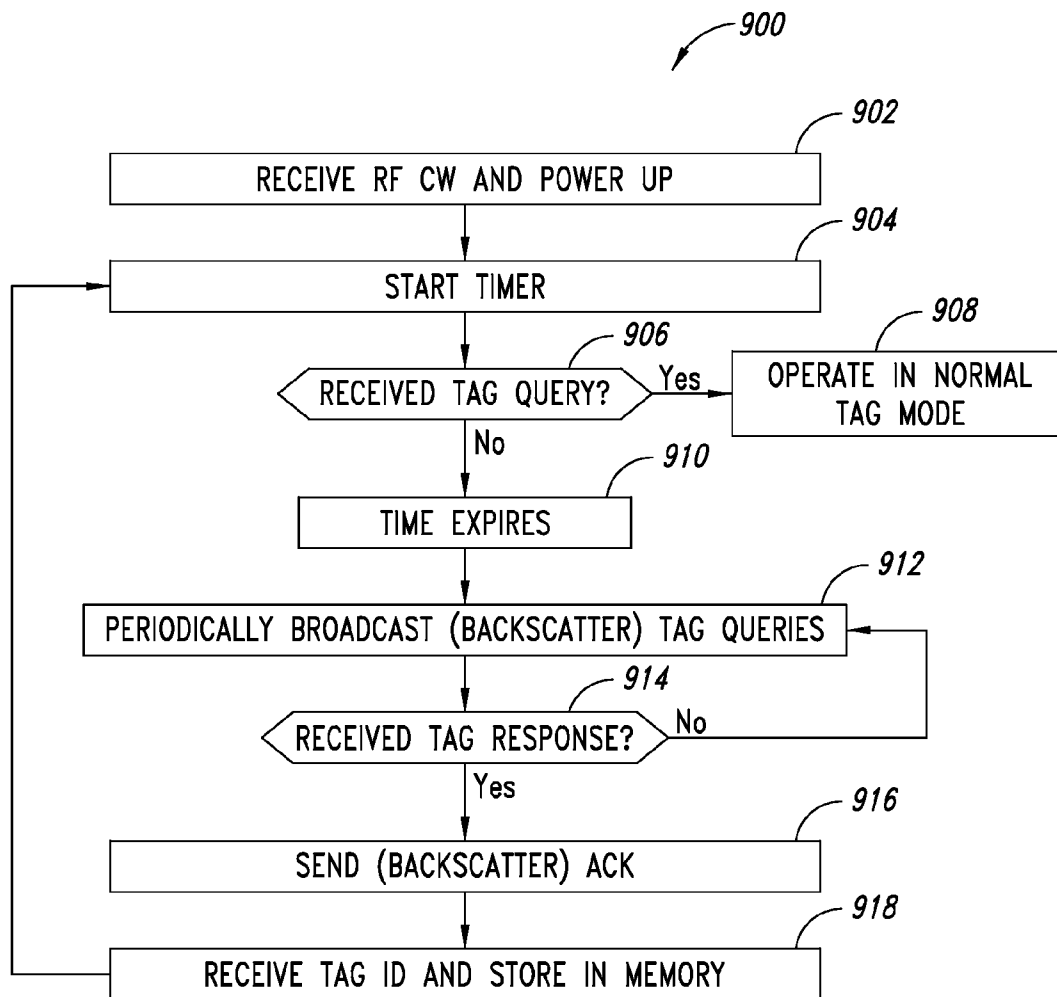 900
902
RECEIVE RF CW AND POWER UP
904
START TIMER
906
RECEIVED TAG QUERY?
Yes
908
OPERATE IN NORMAL
TAG MODE
No
910
TIME EXPIRES
912
PERIODICALLY BROADCAST (BACKSCATTER) TAG QUERIES
914
RECEIVED TAG RESPONSE?
No
Yes
916
SEND (BACKSCATTER) ACK
918
RECEIVE TAG ID AND STORE IN MEMORY